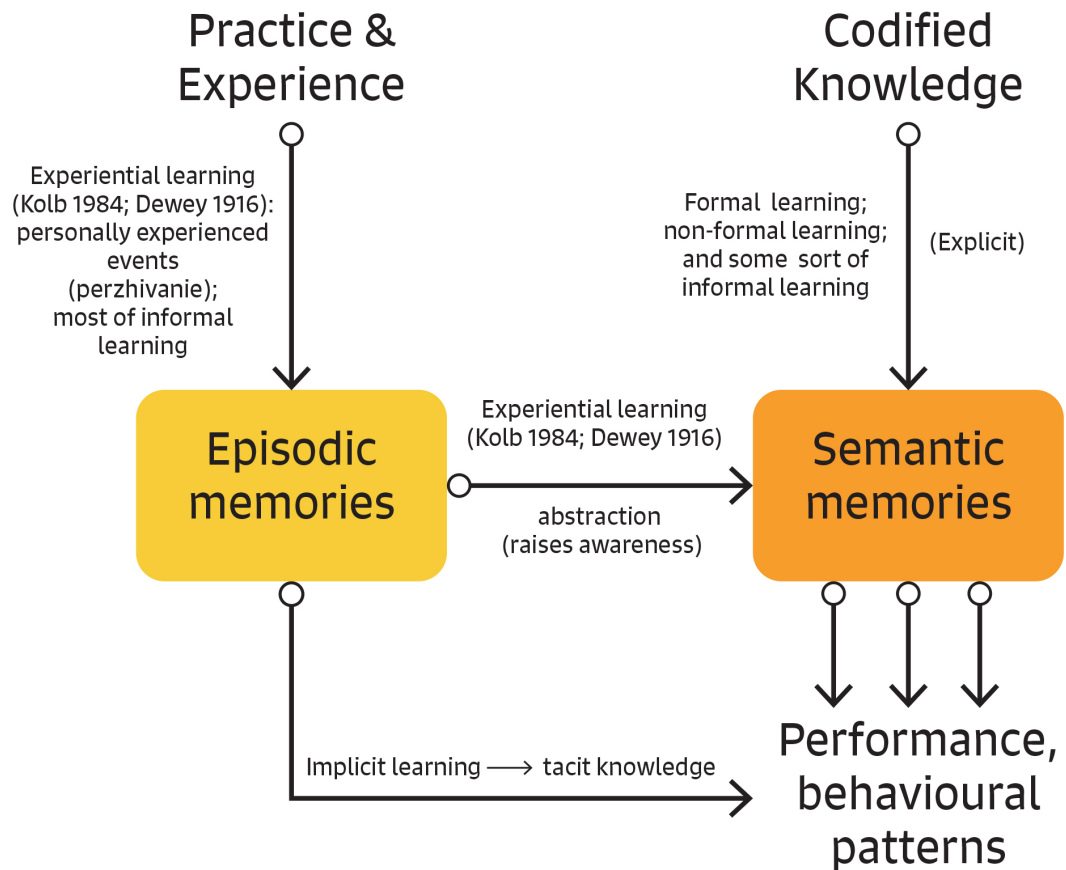 Practice &
Experience
Codified
Knowledge
Experiential learning
(Kolb 1984; Dewey 1916):
personally experienced
events
(perzhivanie);
most of informal
learning
Formal learning;
non-formal learning;
and some sort of
informal learning
(Explicit)
Episodic
memories
Experiential learning
(Kolb 1984; Dewey 1916)
abstraction
(raises awareness)
Semantic
memories
Implicit learning ⟶ tacit knowledge
Performance,
behavioural
patterns